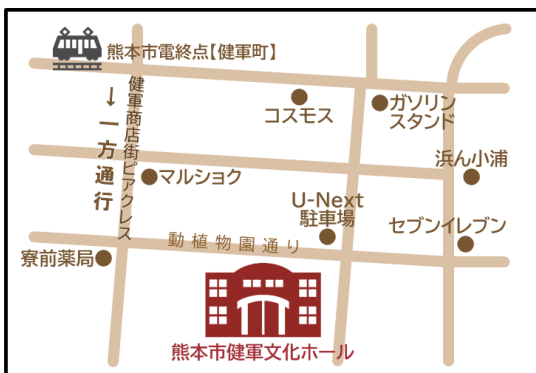 熊本市電終点【健軍町】
健軍商店街ピアクレス
↓一方通行
コスモス
ガソリン
スタンド
浜ん小浦
マルショク
U-Next
駐車場
セブンイレブン
動植物園通り
寮前薬局
熊本市健軍文化ホール